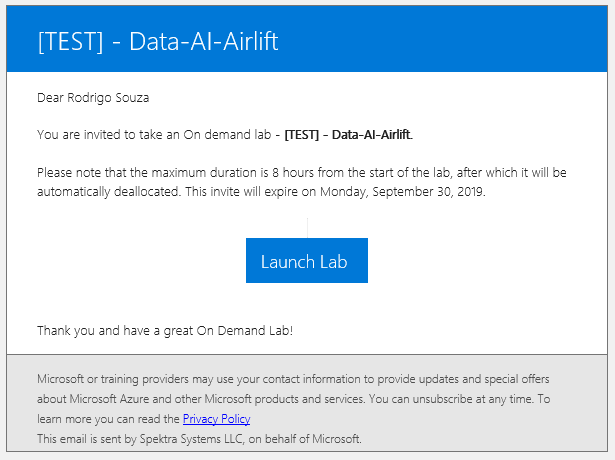 [TEST] - Data-AI-Airlift
Dear Rodrigo Souza
You are invited to take an On demand lab - [TEST] - Data-AI-Airlift.
Please note that the maximum duration is 8 hours from the start of the lab, after which it will be
automatically deallocated. This invite will expire on Monday, September 30, 2019.
Launch Lab
Thank you and have a great On Demand Lab!
Microsoft or training providers may use your contact information to provide updates and special offers
about Microsoft Azure and other Microsoft products and services. You can unsubscribe at any time. To
learn more you can read the Privacy Policy
This email is sent by Spektra Systems LLC, on behalf of Microsoft.